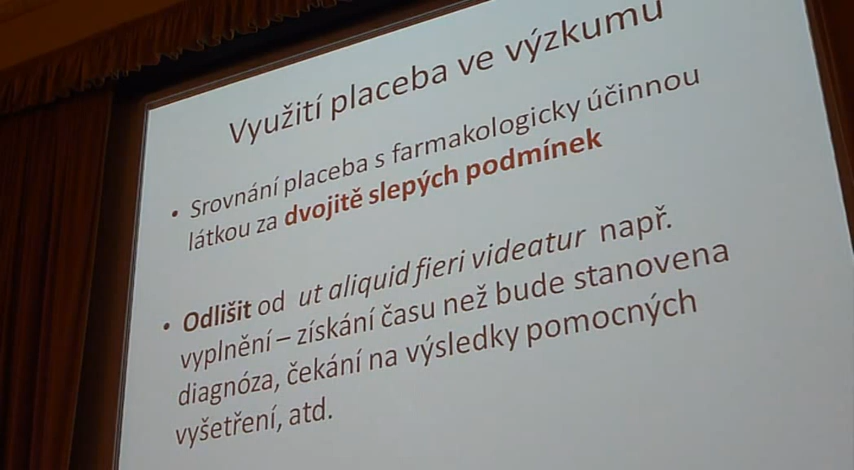 Využití placeba ve výzkumu
• Srovnání placeba s farmakologicky účinnou
látkou za dvojitě slepých podmínek
• Odlišit od ut aliquid fieri videatur např.
vyplnění – získání času než bude stanovena
diagnóza, čekání na výsledky pomocných
vyšetření, atd.